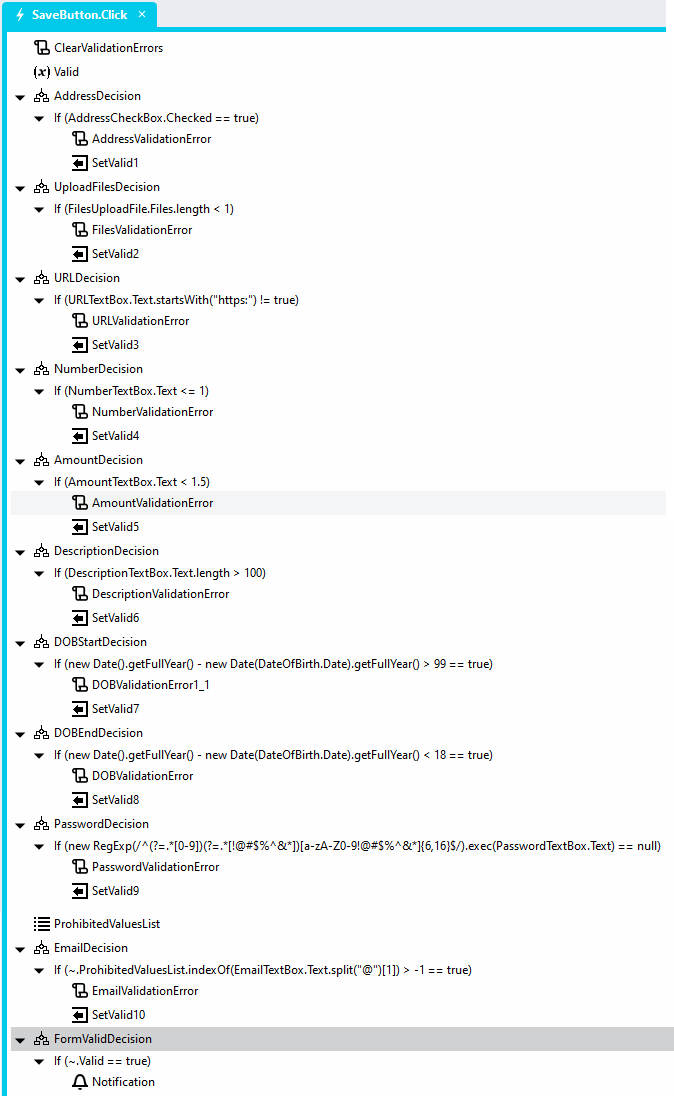 SaveButton.Click ×
ClearValidationErrors
(x) Valid
AddressDecision
If (AddressCheckBox.Checked == true)
AddressValidationError
SetValid1
UploadFilesDecision
If (FilesUploadFile.Files.length < 1)
FilesValidationError
SetValid2
URLDecision
If (URLTextBox.Text.startsWith("https:") != true)
URLValidationError
SetValid3
NumberDecision
If (NumberTextBox.Text <= 1)
NumberValidationError
SetValid4
AmountDecision
If (AmountTextBox.Text < 1.5)
AmountValidationError
SetValid5
DescriptionDecision
If (DescriptionTextBox.Text.length > 100)
DescriptionValidationError
SetValid6
DOBStartDecision
If (new Date().getFullYear() - new Date(DateOfBirth.Date).getFullYear() > 99 == true)
DOBValidationError1_1
SetValid7
DOBEndDecision
If (new Date().getFullYear() - new Date(DateOfBirth.Date).getFullYear() < 18 == true)
DOBValidationError
SetValid8
PasswordDecision
If (new RegExp(/^(?=.*[0-9])(?=.*[!@#$%^&*])[a-zA-Z0-9!@#$%^&*]{6,16}$/).exec(PasswordTextBox.Text) == null)
PasswordValidationError
SetValid9
ProhibitedValuesList
EmailDecision
If (~.ProhibitedValuesList.indexOf(EmailTextBox.Text.split("@")[1]) > -1 == true)
EmailValidationError
SetValid10
FormValidDecision
If (~.Valid == true)
Notification